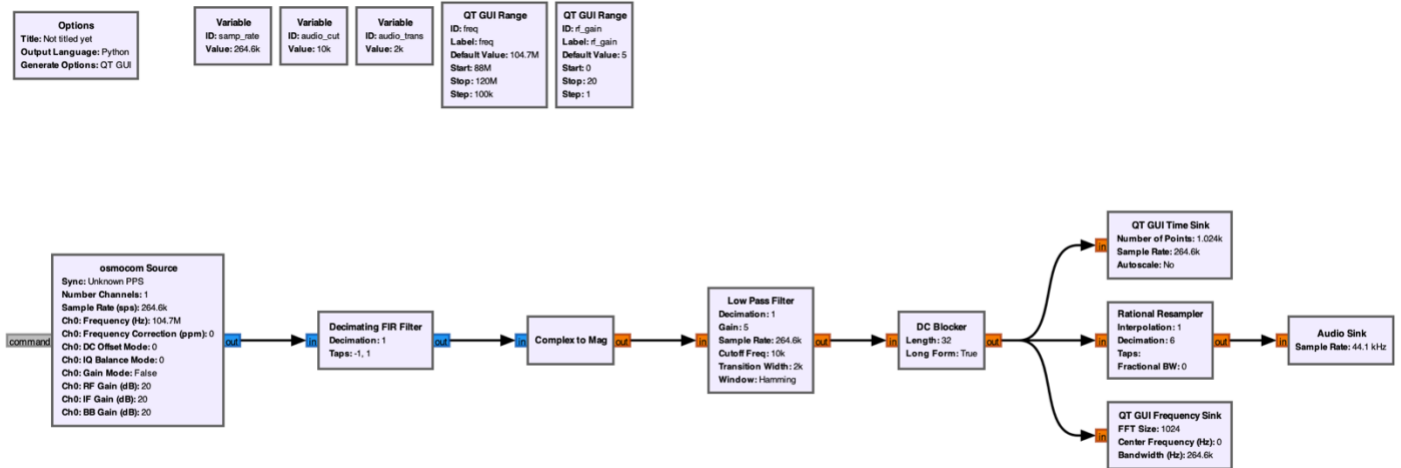 Options
Title: Not titled yet
Output Language: Python
Generate Options: QT GUI
Variable
ID: samp_rate
Value: 264.6k
Variable
ID: audio_cut
Value: 10k
Variable
ID: audio_trans
Value: 2k
QT GUI Range
ID: freq
Label: freq
Default Value: 104.7M
Start: 88M
Stop: 120M
Step: 100k
QT GUI Range
ID: rf_gain
Label: rf_gain
Default Value: 5
Start: 0
Stop: 20
Step: 1
command
osmocom Source
Sync: Unknown PPS
Number Channels: 1
Sample Rate (sps): 264.6k
Ch0: Frequency (Hz): 104.7M
Ch0: Frequency Correction (ppm): 0
Ch0: DC Offset Mode: 0
Ch0: IQ Balance Mode: 0
Ch0: Gain Mode: False
Ch0: RF Gain (dB): 20
Ch0: IF Gain (dB): 20
Ch0: BB Gain (dB): 20
out
in
Decimating FIR Filter
Decimation: 1
Taps: -1, 1
out
in
Complex to Mag
out
in
Low Pass Filter
Decimation: 1
Gain: 5
Sample Rate: 264.6k
Cutoff Freq: 10k
Transition Width: 2k
Window: Hamming
out
in
DC Blocker
Length: 32
Long Form: True
out
in
QT GUI Time Sink
Number of Points: 1.024k
Sample Rate: 264.6k
Autoscale: No
in
Rational Resampler
Interpolation: 1
Decimation: 6
Taps:
Fractional BW: 0
out
in
Audio Sink
Sample Rate: 44.1 kHz
in
QT GUI Frequency Sink
FFT Size: 1024
Center Frequency (Hz): 0
Bandwidth (Hz): 264.6k